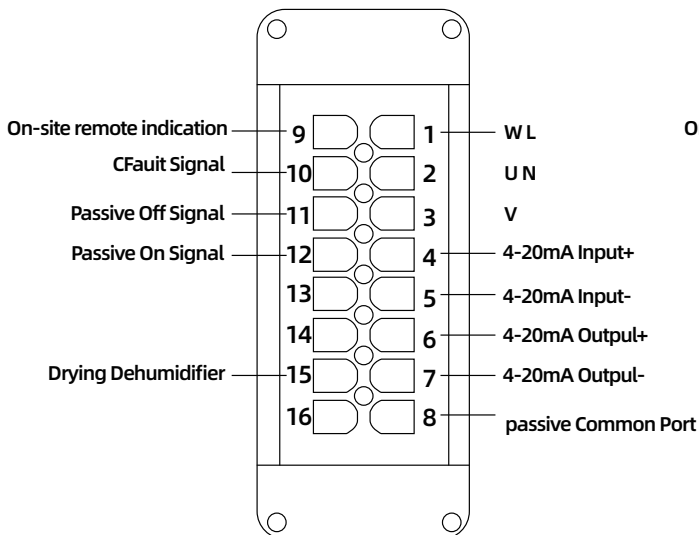 On-site remote indication 9 1 W L O
CFauit Signal 10 2 U N
Passive Off Signal 11 3 V
Passive On Signal 12 4 4-20mA Input+
13 5 4-20mA Input-
14 6 4-20mA Outpul+
Drying Dehumidifier 15 7 4-20mA Outpul-
16 8 passive Common Port